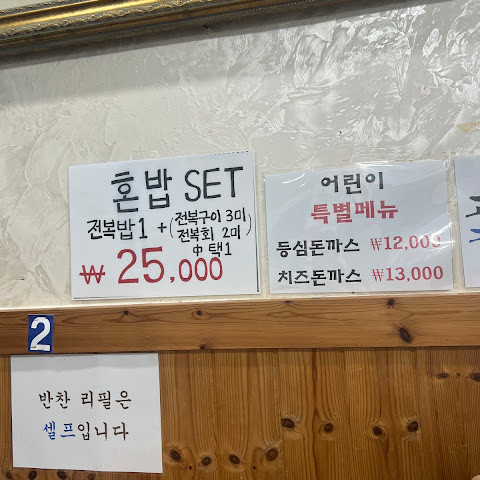 혼밥 SET
전복밥 1 + (전복구이 3미
전복회 2미)
中 택1
₩ 25,000
어린이
특별메뉴
등심돈까스 ₩12,000
치즈돈까스 ₩13,000
2
반찬 리필은
셀프입니다